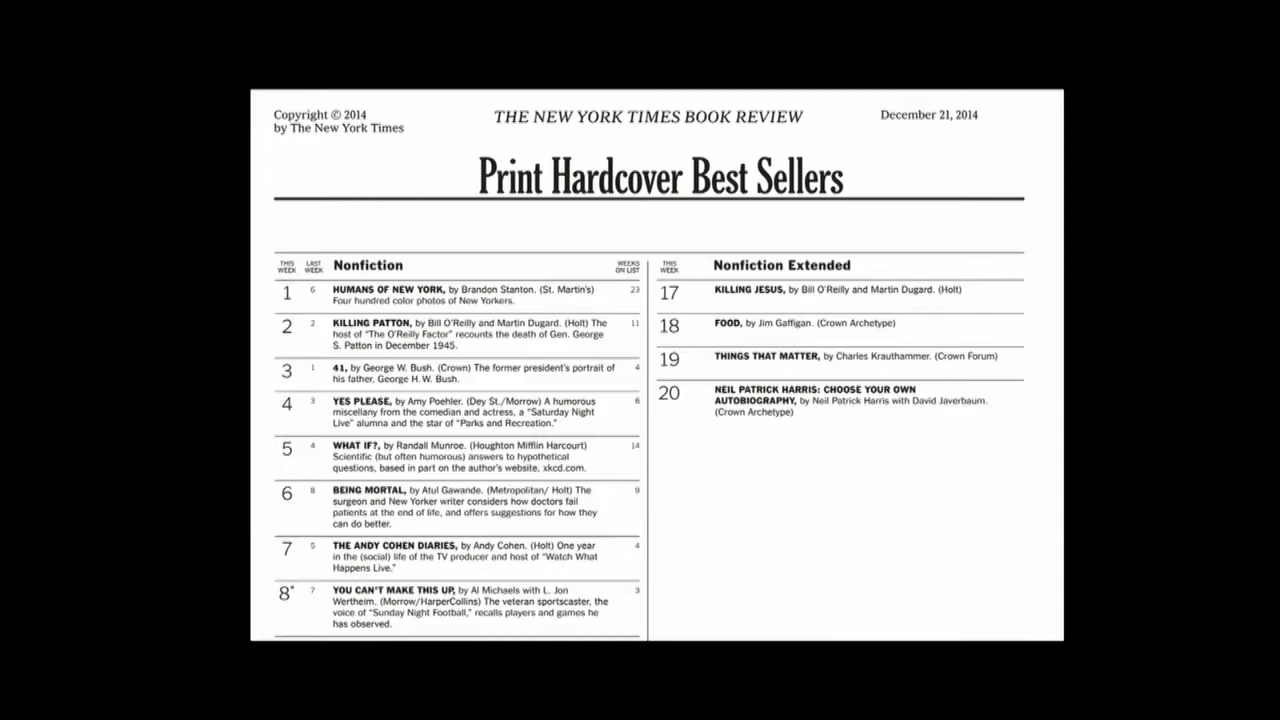 Copyright © 2014
by The New York Times
THE NEW YORK TIMES BOOK REVIEW
December 21, 2014
Print Hardcover Best Sellers
THIS WEEK LAST WEEK Nonfiction WEEKS ON LIST
1 6 HUMANS OF NEW YORK, by Brandon Stanton. (St. Martin's) 23
Four hundred color photos of New Yorkers.
2 2 KILLING PATTON, by Bill O'Reilly and Martin Dugard. (Holt) The 11
host of "The O'Reilly Factor" recounts the death of Gen. George
S. Patton in December 1945.
3 1 41, by George W. Bush. (Crown) The former president's portrait of 4
his father, George H. W. Bush.
4 3 YES PLEASE, by Amy Poehler. (Dey St./Morrow) A humorous 6
miscellany from the comedian and actress, a "Saturday Night
Live" alumna and the star of "Parks and Recreation."
5 4 WHAT IF?, by Randall Munroe. (Houghton Mifflin Harcourt) 14
Scientific (but often humorous) answers to hypothetical
questions, based in part on the author's website, xkcd.com.
6 8 BEING MORTAL, by Atul Gawande. (Metropolitan/ Holt) The 9
surgeon and New Yorker writer considers how doctors fail
patients at the end of life, and offers suggestions for how they
can do better.
7 5 THE ANDY COHEN DIARIES, by Andy Cohen. (Holt) One year 4
in the (social) life of the TV producer and host of "Watch What
Happens Live."
8* 7 YOU CAN'T MAKE THIS UP, by Al Michaels with L. Jon 3
Wertheim. (Morrow/HarperCollins) The veteran sportscaster, the
voice of "Sunday Night Football," recalls players and games he
has observed.
THIS WEEK Nonfiction Extended
17 KILLING JESUS, by Bill O'Reilly and Martin Dugard. (Holt)
18 FOOD, by Jim Gaffigan. (Crown Archetype)
19 THINGS THAT MATTER, by Charles Krauthammer. (Crown Forum)
20 NEIL PATRICK HARRIS: CHOOSE YOUR OWN
AUTOBIOGRAPHY, by Neil Patrick Harris with David Javerbaum.
(Crown Archetype)